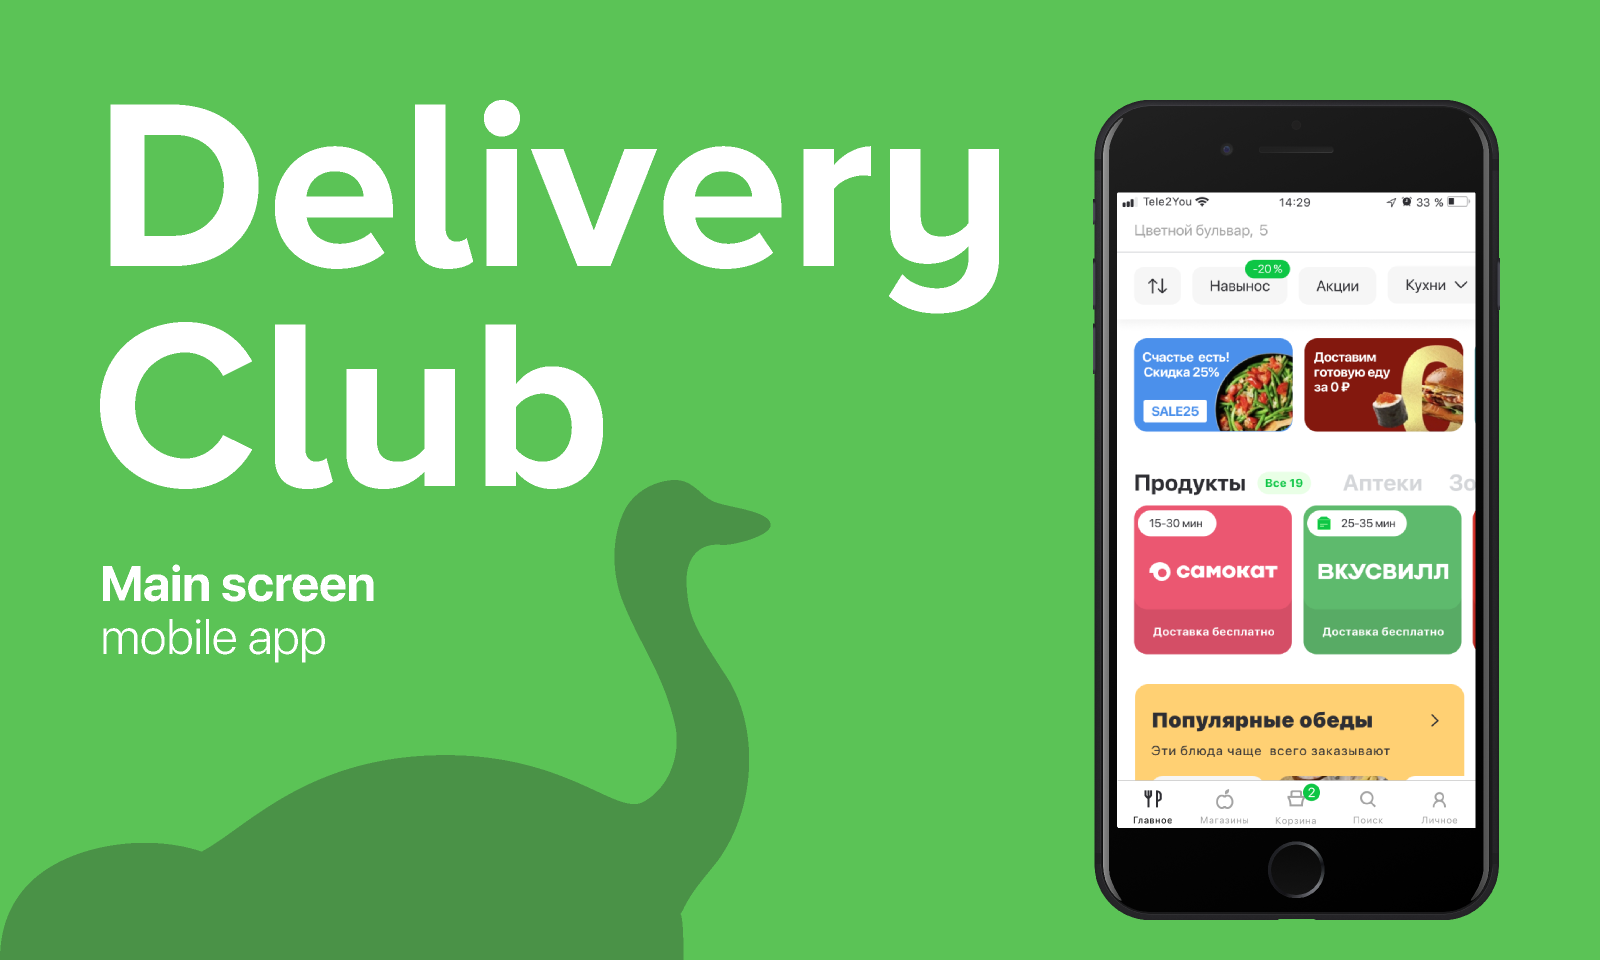 Delivery
Club
Main screen
mobile app
Tele2You 14:29 33 %
Цветной бульвар, 5
-20 %
Навынос Акции Кухни
Счастье есть!
Скидка 25%
SALE25
Доставим
готовую еду
за 0 ₽
Продукты Все 19 Аптеки Зо
15-30 мин
самокат
Доставка бесплатно
25-35 мин
ВКУСВИЛЛ
Доставка бесплатно
Популярные обеды
Эти блюда чаще всего заказывают
2
Главное Магазины Корзина Поиск Личное